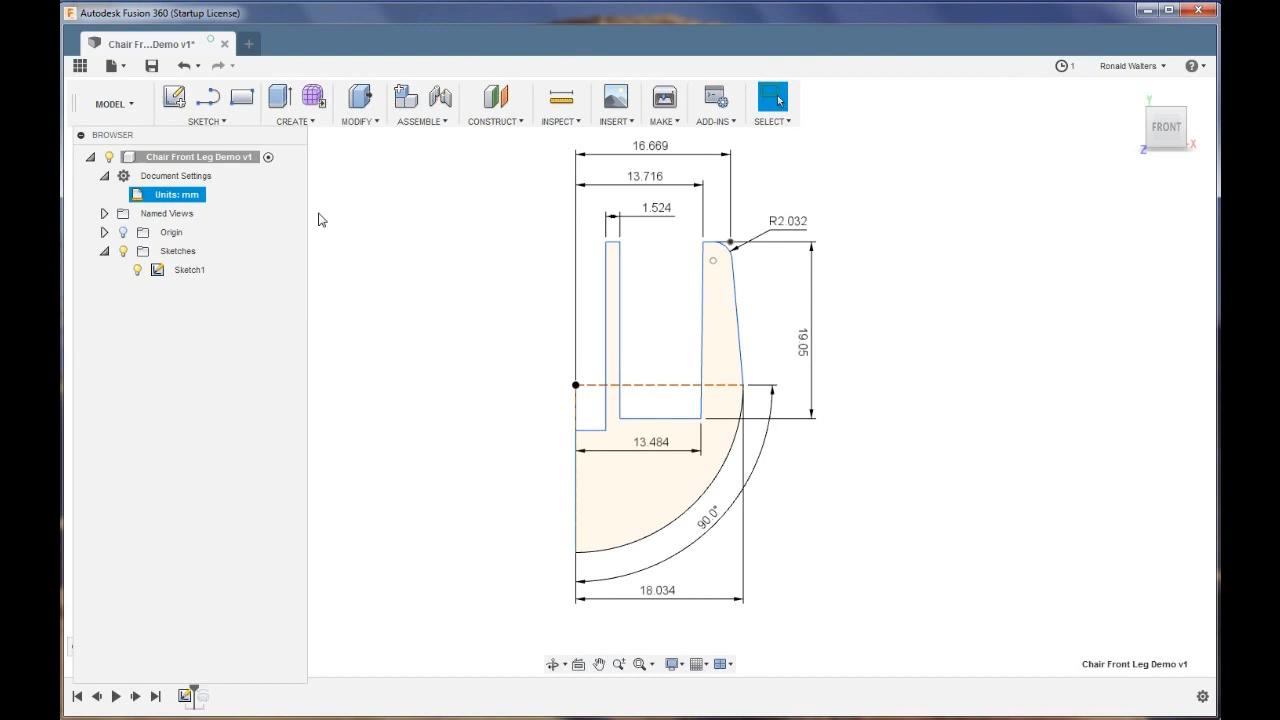 Autodesk Fusion 360 (Startup License)
Chair Fr...Demo v1*
1
Ronald Walters
MODEL
SKETCH
CREATE
MODIFY
ASSEMBLE
CONSTRUCT
INSPECT
INSERT
MAKE
ADD-INS
SELECT
BROWSER
Chair Front Leg Demo v1
Document Settings
Units: mm
Named Views
Origin
Sketches
Sketch1
Y
FRONT
Z
X
16.669
13.716
1.524
R2.032
19.05
13.484
90.0°
18.034
Chair Front Leg Demo v1